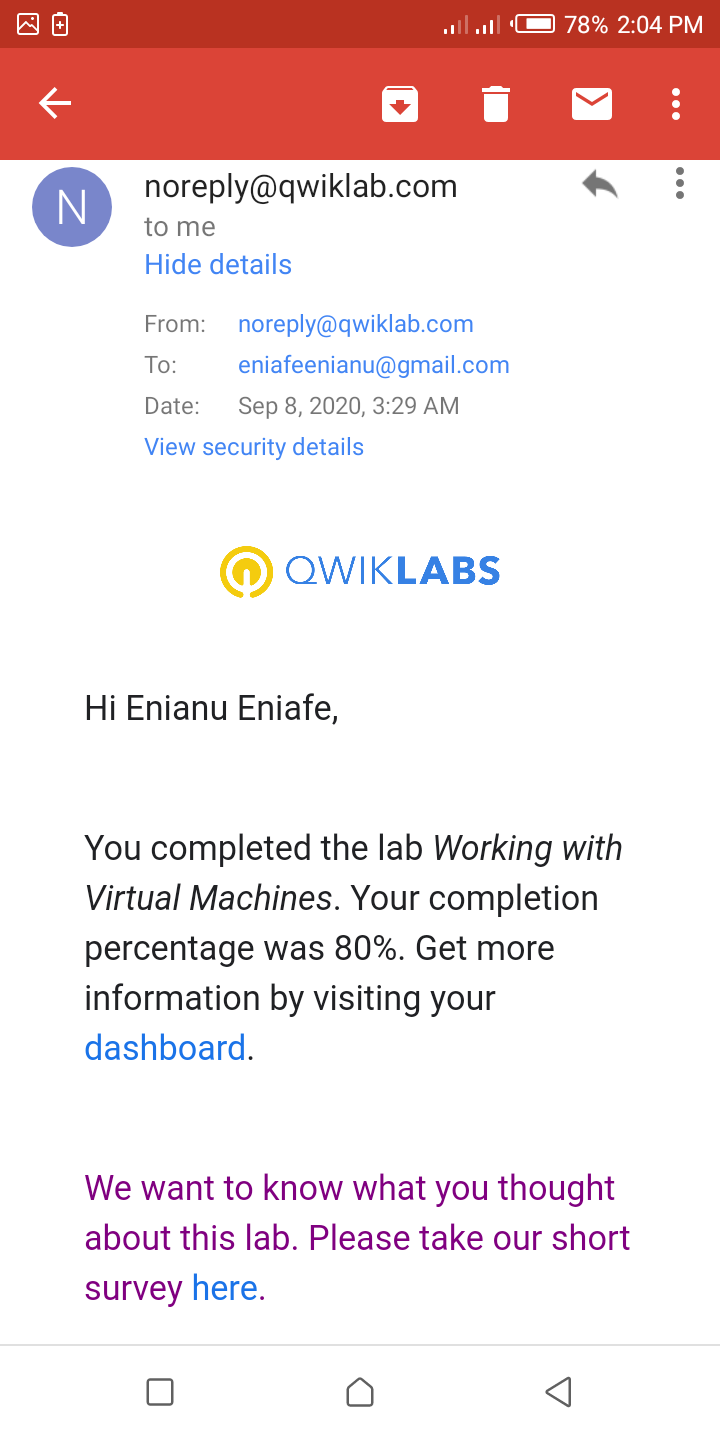 78% 2:04 PM
N
noreply@qwiklab.com
to me
Hide details
From: noreply@qwiklab.com
To: eniafeenianu@gmail.com
Date: Sep 8, 2020, 3:29 AM
View security details
QWIKLABS
Hi Enianu Eniafe,
You completed the lab Working with
Virtual Machines. Your completion
percentage was 80%. Get more
information by visiting your
dashboard.
We want to know what you thought
about this lab. Please take our short
survey here.